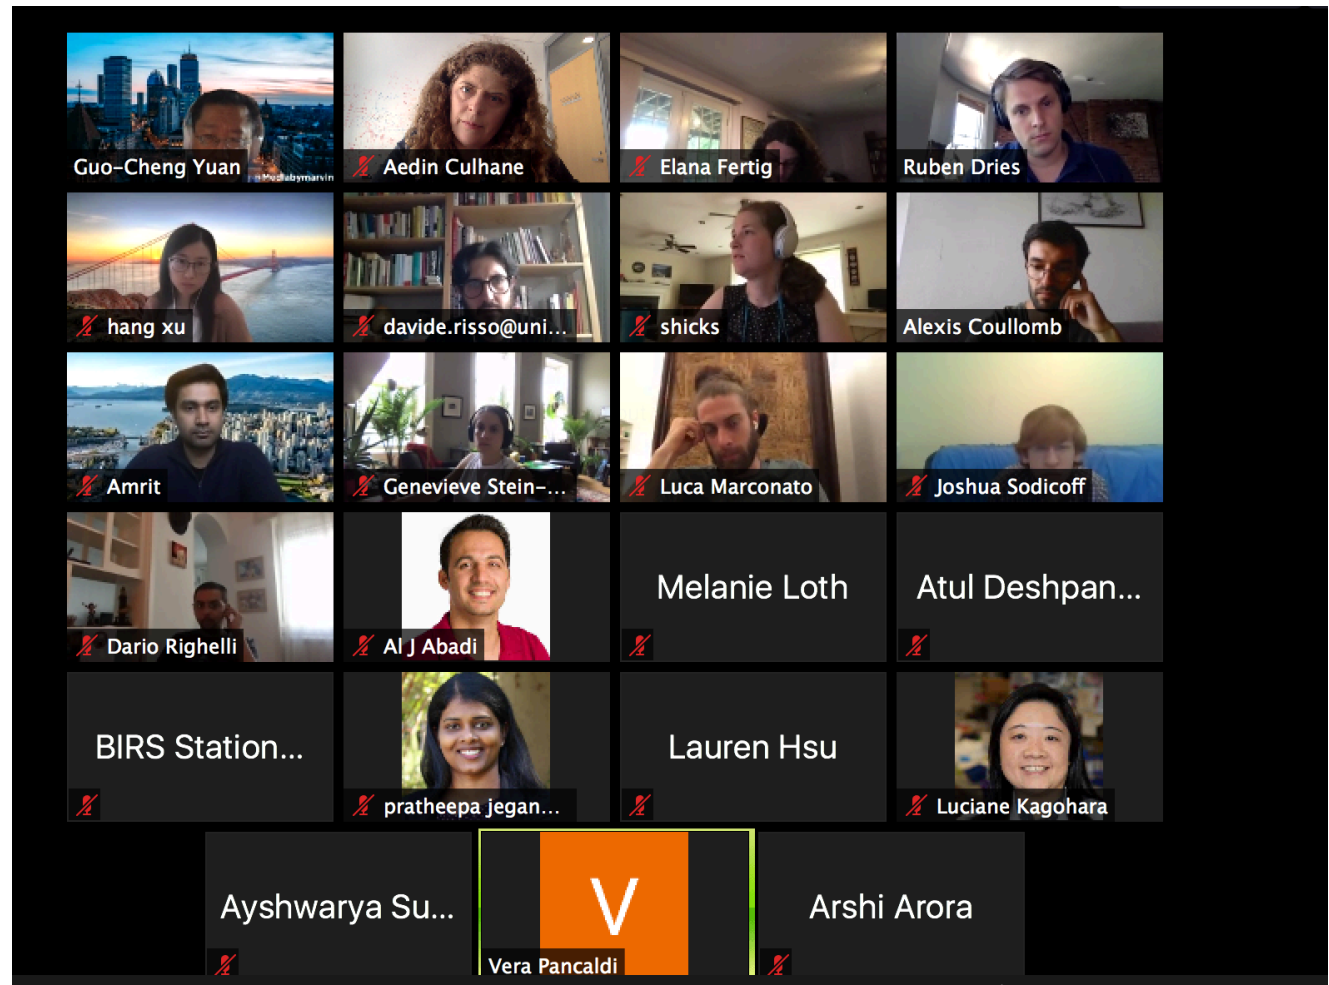 Guo-Cheng Yuan
Aedin Culhane
Elana Fertig
Ruben Dries
hang xu
davide.risso@uni...
shicks
Alexis Coullomb
Amrit
Genevieve Stein-...
Luca Marconato
Joshua Sodicoff
Dario Righelli
Al J Abadi
Melanie Loth
Atul Deshpan...
BIRS Station...
pratheepa jegan...
Lauren Hsu
Luciane Kagohara
Ayshwarya Su...
V
Vera Pancaldi
Arshi Arora